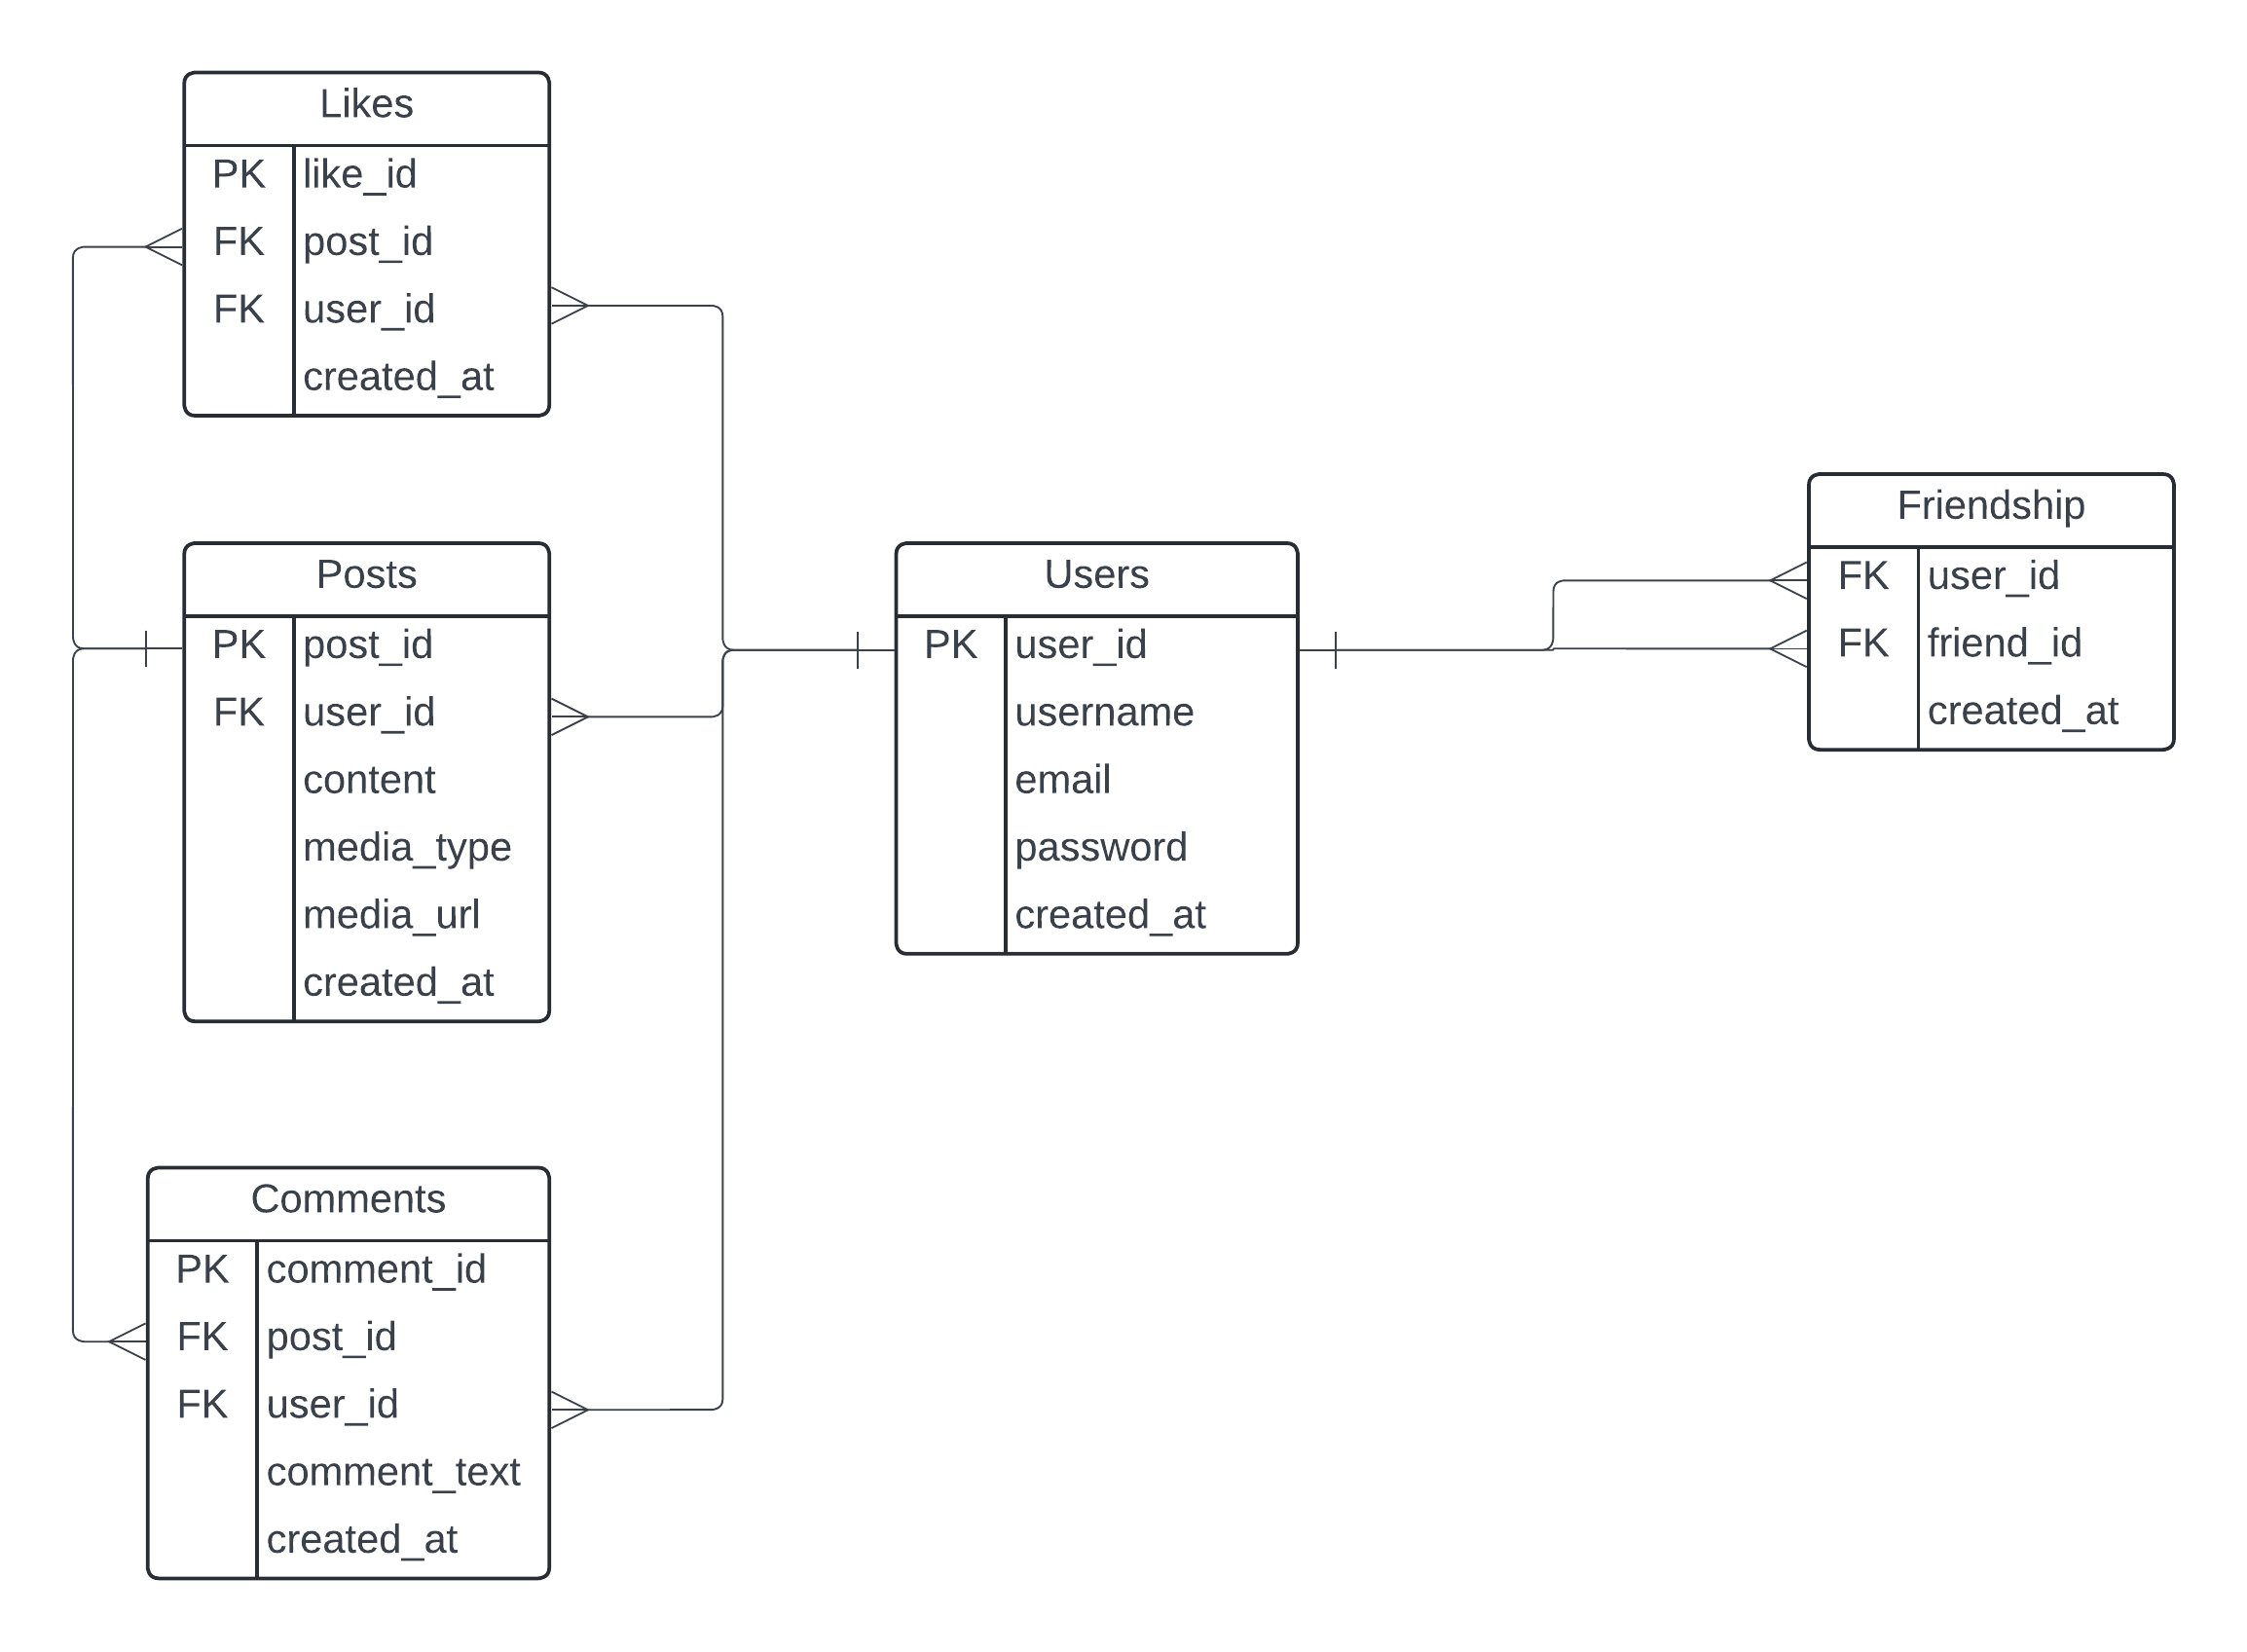 Likes
PK like_id
FK post_id
FK user_id
created_at
Posts
PK post_id
FK user_id
content
media_type
media_url
created_at
Comments
PK comment_id
FK post_id
FK user_id
comment_text
created_at
Users
PK user_id
username
email
password
created_at
Friendship
FK user_id
FK friend_id
created_at